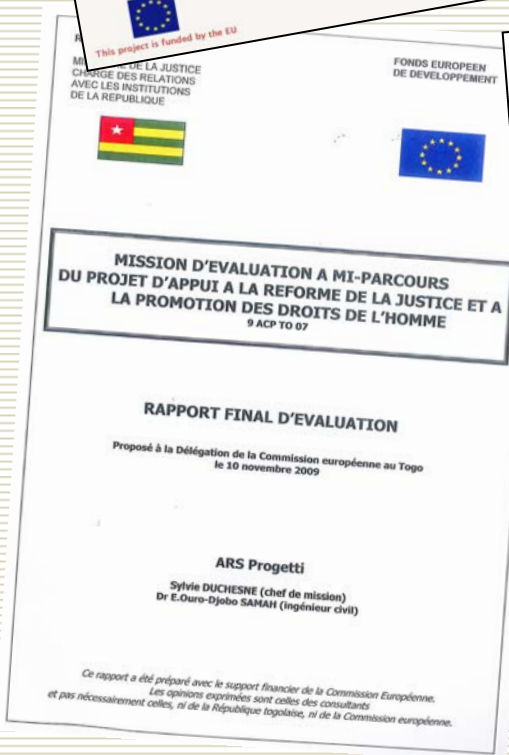 This project is funded by the EU
DE LA JUSTICE
CHARGE DES RELATIONS
AVEC LES INSTITUTIONS
DE LA REPUBLIQUE
FONDS EUROPEEN
DE DEVELOPPEMENT
MISSION D'EVALUATION A MI-PARCOURS
DU PROJET D'APPUI A LA REFORME DE LA JUSTICE ET A
LA PROMOTION DES DROITS DE L'HOMME
9 ACP TO 07
RAPPORT FINAL D'EVALUATION
Proposé à la Délégation de la Commission européenne au Togo
le 10 novembre 2009
ARS Progetti
Sylvie DUCHESNE (chef de mission)
Dr E.Ouro-Djobo SAMAH (ingénieur civil)
Ce rapport a été préparé avec le support financier de la Commission Européenne.
Les opinions exprimées sont celles des consultants
et pas nécessairement celles, ni de la République togolaise, ni de la Commission européenne.